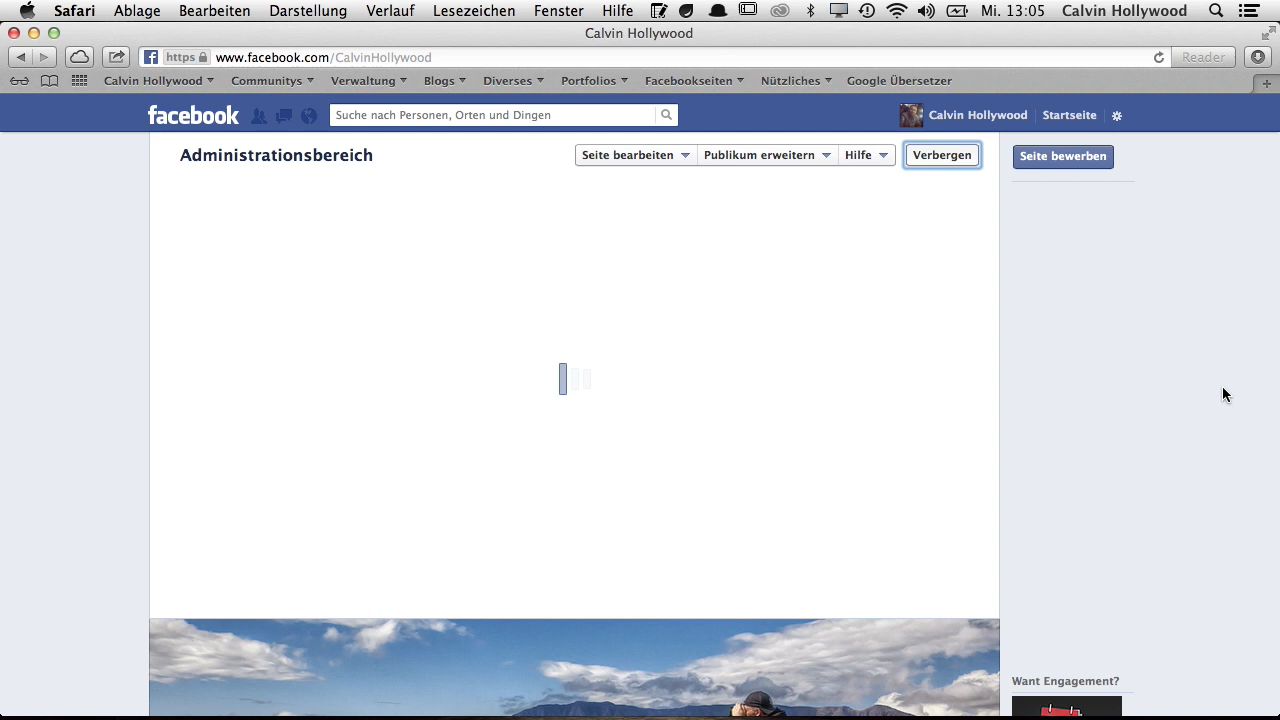 Safari Ablage Bearbeiten Darstellung Verlauf Lesezeichen Fenster Hilfe Mi. 13:05 Calvin Hollywood
Calvin Hollywood
https www.facebook.com/CalvinHollywood Reader
Calvin Hollywood Communitys Verwaltung Blogs Diverses Portfolios Facebookseiten Nützliches Google Übersetzer
facebook Suche nach Personen, Orten und Dingen Calvin Hollywood Startseite
Administrationsbereich Seite bearbeiten Publikum erweitern Hilfe Verbergen Seite bewerben
Want Engagement?